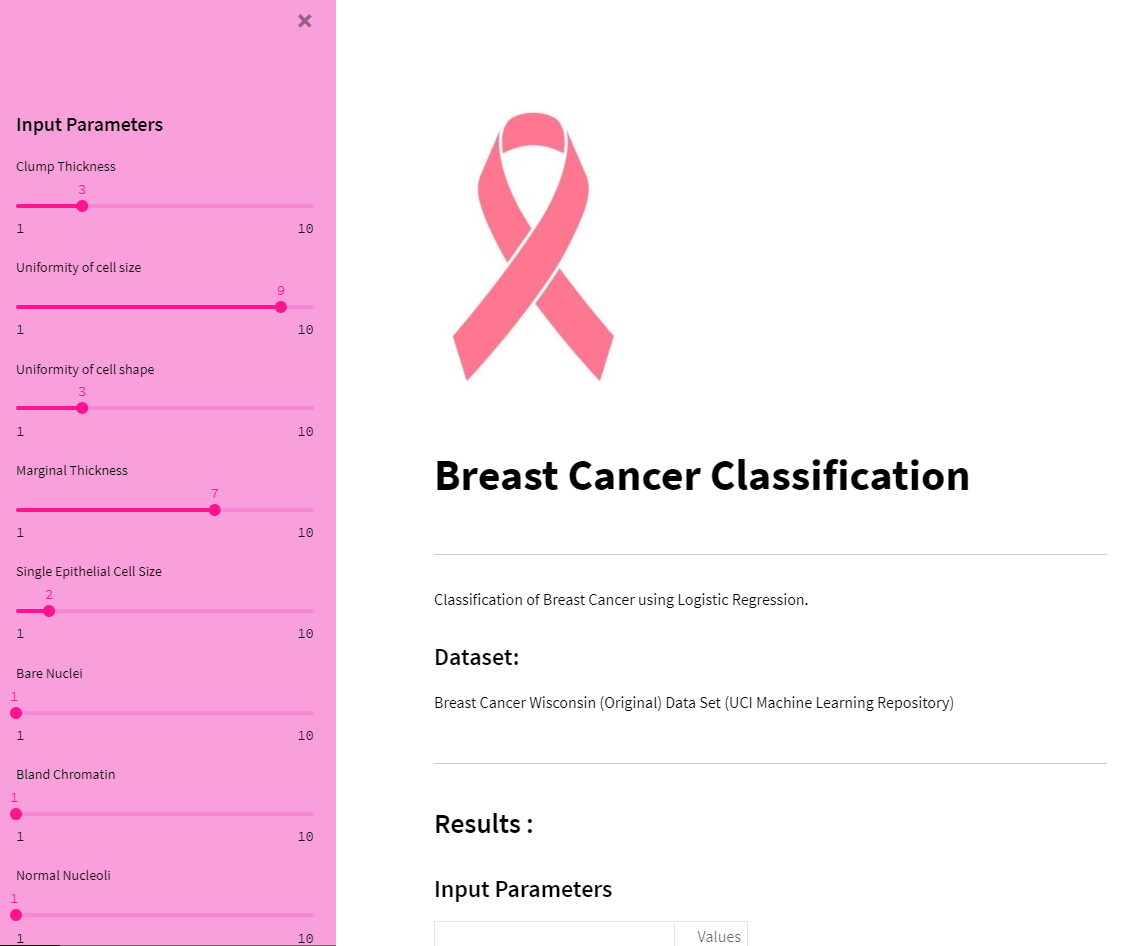 ×
Input Parameters
Clump Thickness
3
1 10
Uniformity of cell size
9
1 10
Uniformity of cell shape
3
1 10
Marginal Thickness
7
1 10
Single Epithelial Cell Size
2
1 10
Bare Nuclei
1
1 10
Bland Chromatin
1
1 10
Normal Nucleoli
1
1 10
Breast Cancer Classification
Classification of Breast Cancer using Logistic Regression.
Dataset:
Breast Cancer Wisconsin (Original) Data Set (UCI Machine Learning Repository)
Results :
Input Parameters
Values